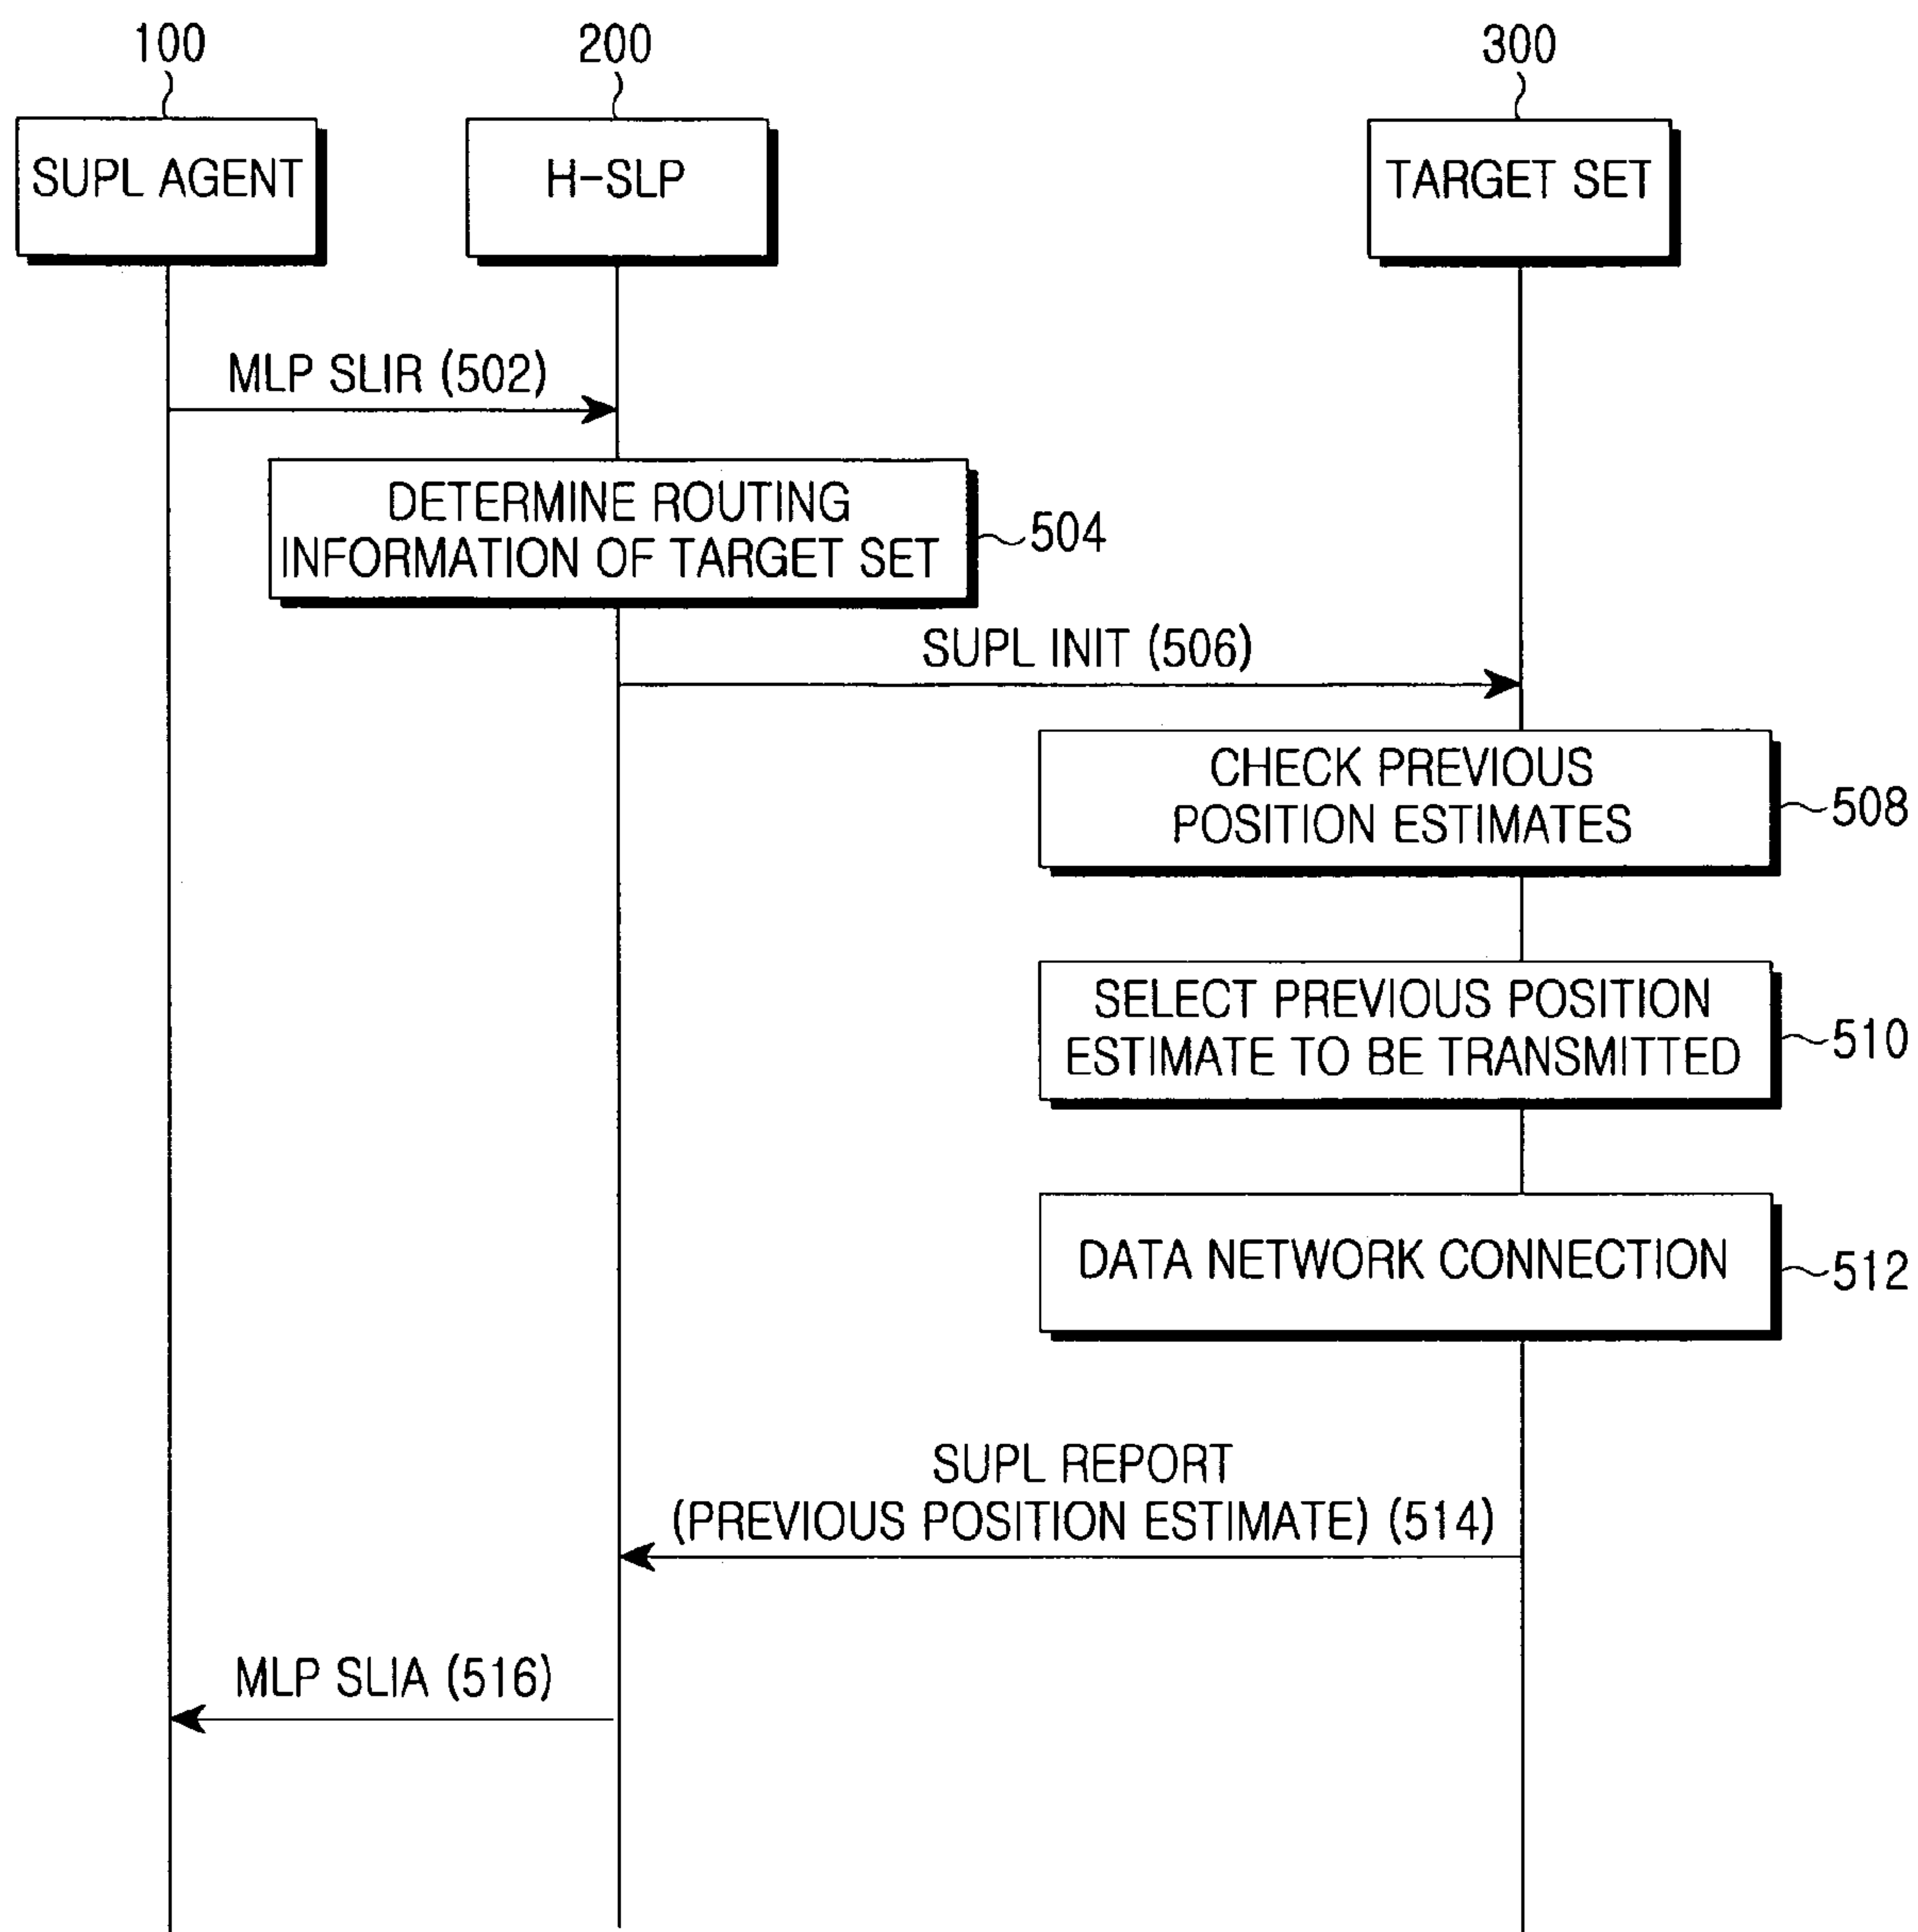 100
200
300
SUPL AGENT
H-SLP
TARGET SET
MLP SLIR (502)
DETERMINE ROUTING
INFORMATION OF TARGET SET
504
SUPL INIT (506)
CHECK PREVIOUS
POSITION ESTIMATES
508
SELECT PREVIOUS POSITION
ESTIMATE TO BE TRANSMITTED
510
DATA NETWORK CONNECTION
512
SUPL REPORT
(PREVIOUS POSITION ESTIMATE) (514)
MLP SLIA (516)